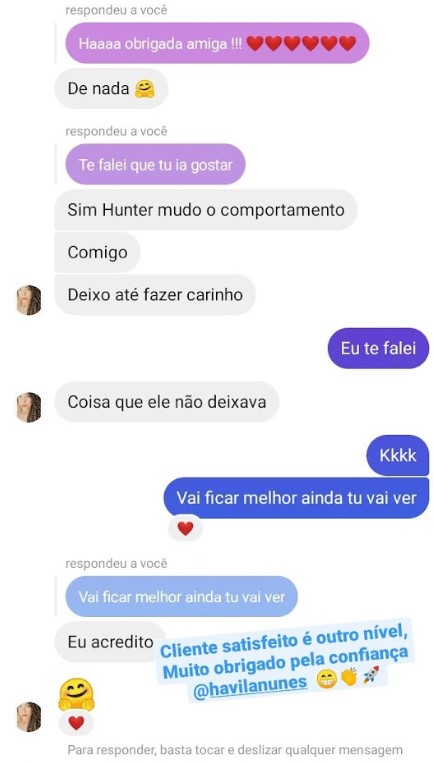 respondeu a você
Haaaa obrigada amiga !!! ❤️❤️❤️❤️❤️❤️
De nada 🤗
respondeu a você
Te falei que tu ia gostar
Sim Hunter mudo o comportamento
Comigo
Deixo até fazer carinho
Eu te falei
Coisa que ele não deixava
Kkkk
Vai ficar melhor ainda tu vai ver
❤️
respondeu a você
Vai ficar melhor ainda tu vai ver
Eu acredito
Cliente satisfeito é outro nível,
Muito obrigado pela confiança
@havilanunes 😁👏🚀
🤗
❤️
Para responder, basta tocar e deslizar qualquer mensagem